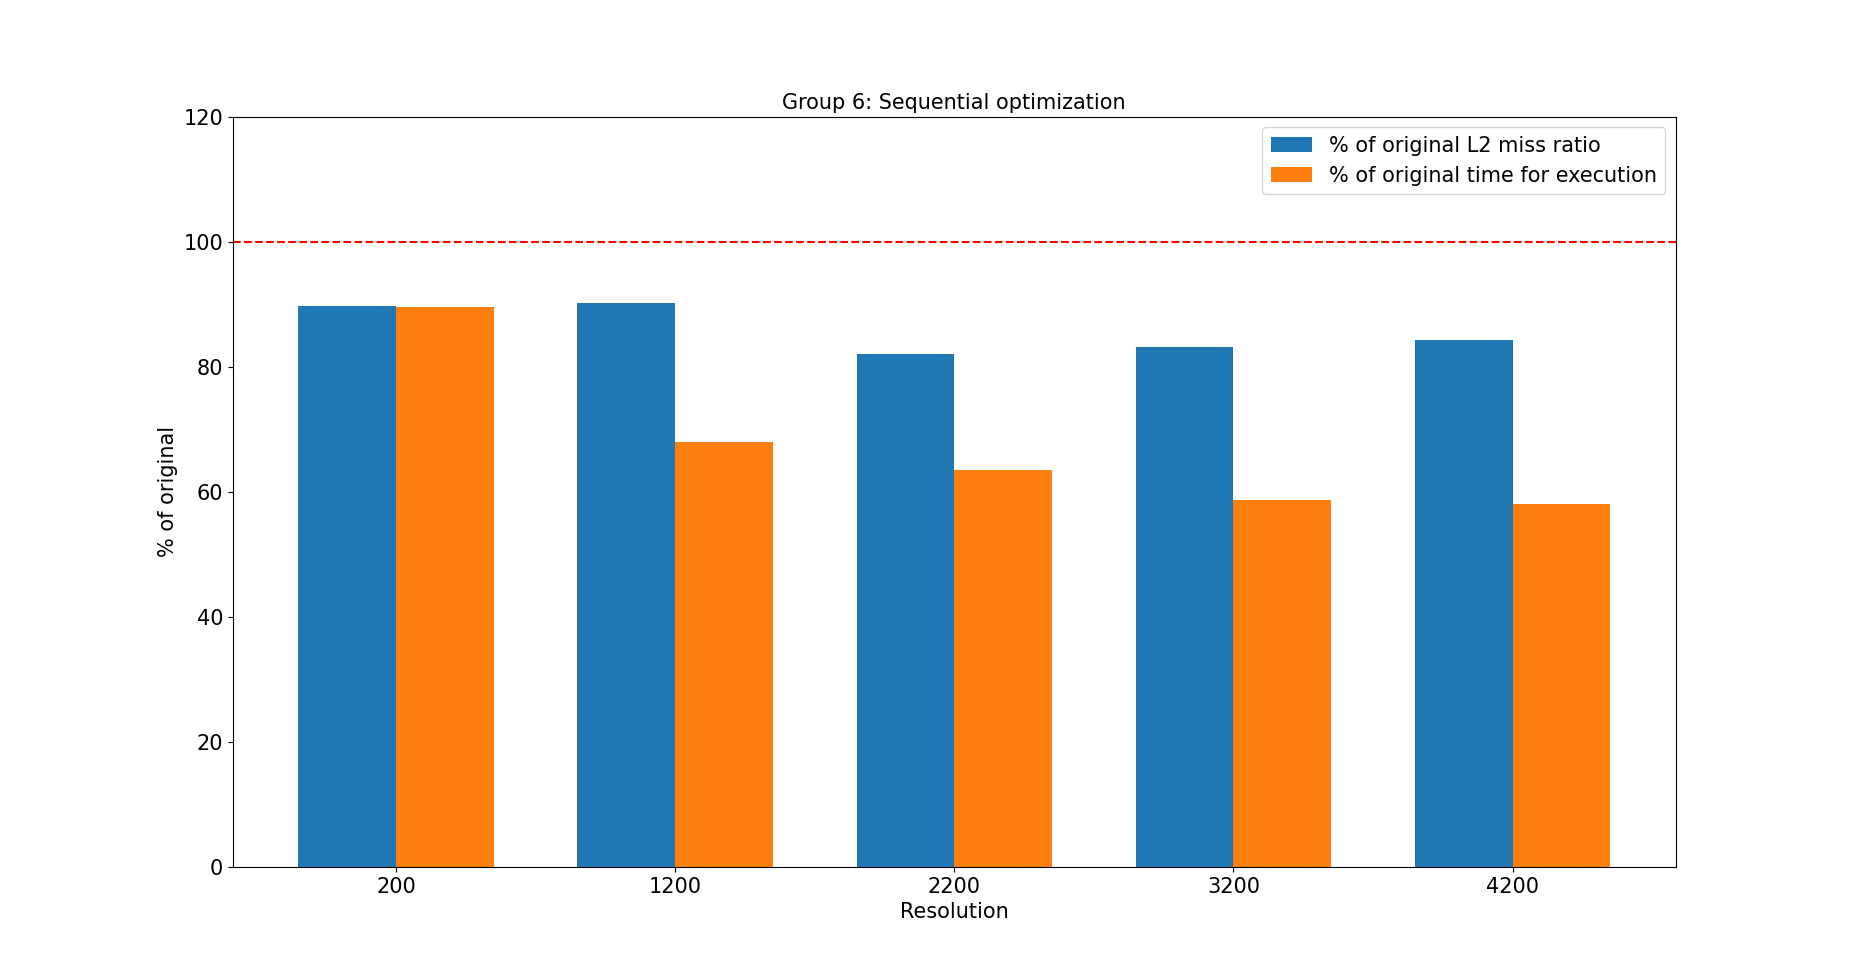 Group 6: Sequential optimization
% of original L2 miss ratio
% of original time for execution
120
100
80
60
40
20
0
% of original
200 1200 2200 3200 4200
Resolution